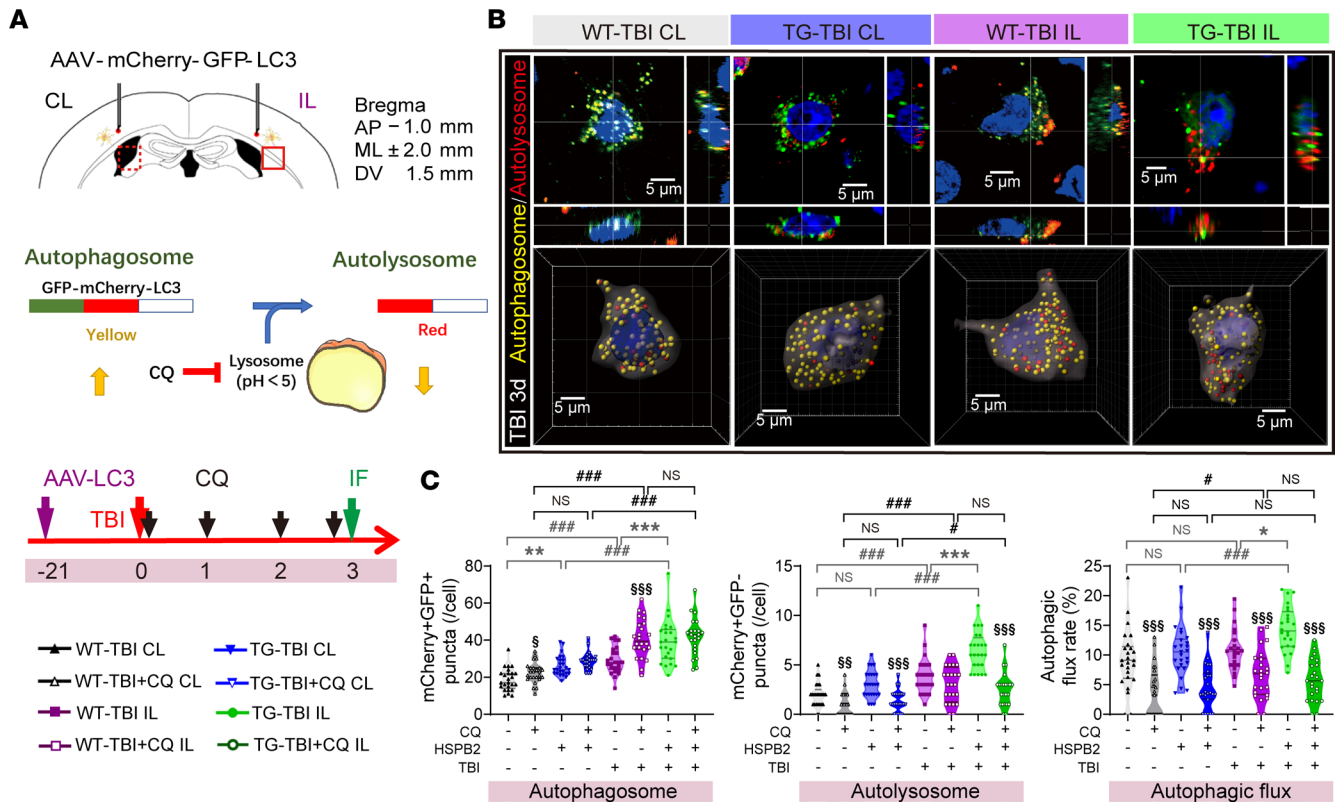 A
AAV-mCherry-GFP-LC3
CL
IL
Bregma
AP −1.0 mm
ML ±2.0 mm
DV 1.5 mm
Autophagosome
Autolysosome
GFP-mCherry-LC3
Yellow
Red
CQ
Lysosome
(pH < 5)
AAV-LC3
CQ
IF
TBI
-21 0 1 2 3
WT-TBI CL
TG-TBI CL
WT-TBI+CQ CL
TG-TBI+CQ CL
WT-TBI IL
TG-TBI IL
WT-TBI+CQ IL
TG-TBI+CQ IL
B
WT-TBI CL
TG-TBI CL
WT-TBI IL
TG-TBI IL
TBI 3d Autophagosome/Autolysosome
5 μm
5 μm
5 μm
5 μm
5 μm
5 μm
5 μm
5 μm
C
### NS
NS ###
### ***
** ###
mCherry+GFP+
puncta (/cell)
80
60
40
20
0
§ §§§
CQ - + - + - + - +
HSPB2 - - + + - - + +
TBI - - - - + + + +
Autophagosome
### NS
NS #
### ***
NS ###
mCherry+GFP-
puncta (/cell)
15
10
5
0
§§ §§§ §§§
CQ - + - + - + - +
HSPB2 - - + + - - + +
TBI - - - - + + + +
Autolysosome
# NS
NS NS
NS *
NS ###
Autophagic
flux rate (%)
25
20
15
10
5
0
§§§ §§§ §§§ §§§
CQ - + - + - + - +
HSPB2 - - + + - - + +
TBI - - - - + + + +
Autophagic flux